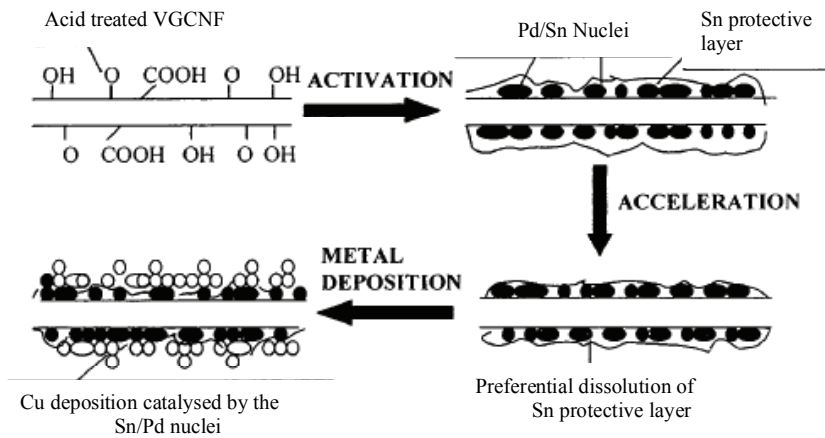 Acid treated VGCNF
OH O COOH O OH
O COOH OH O OH
ACTIVATION
Pd/Sn Nuclei
Sn protective
layer
ACCELERATION
METAL
DEPOSITION
Cu deposition catalysed by the
Sn/Pd nuclei
Preferential dissolution of
Sn protective layer